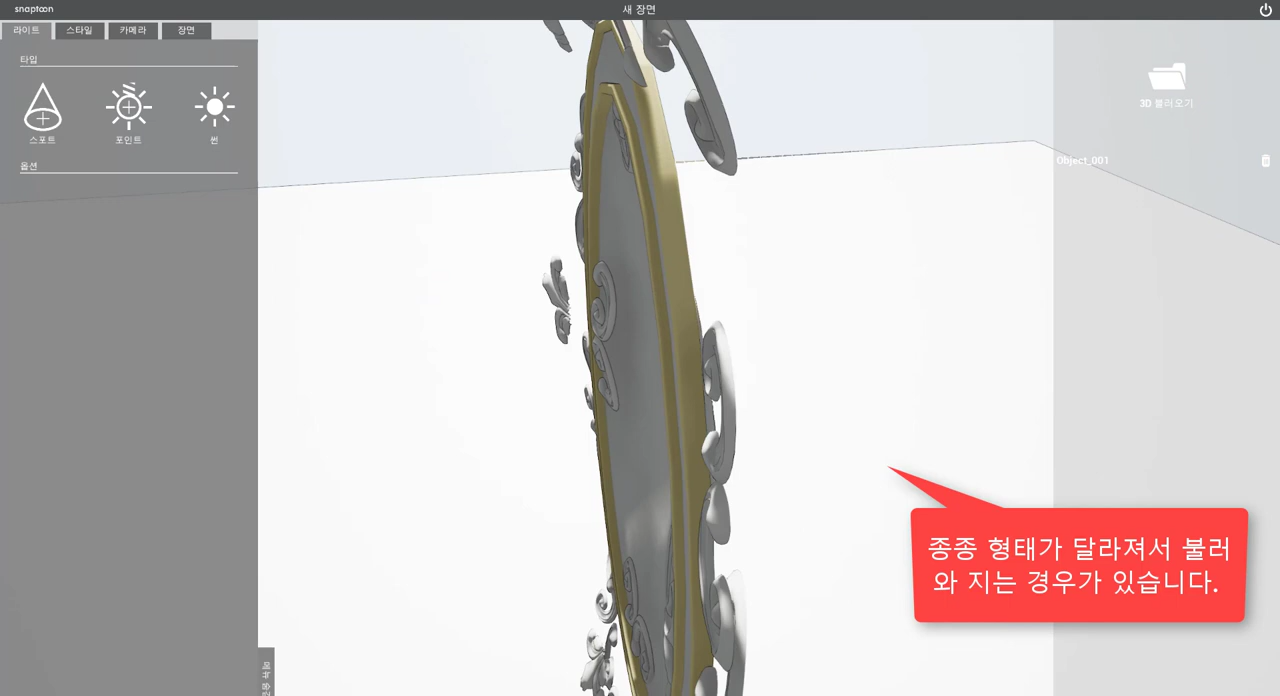 snaptoon
새 장면
라이트 스타일 카메라 장면
타입
스포트 포인트 썬
옵션
3D 불러오기
Object_001
종종 형태가 달라져서 불러
와 지는 경우가 있습니다.